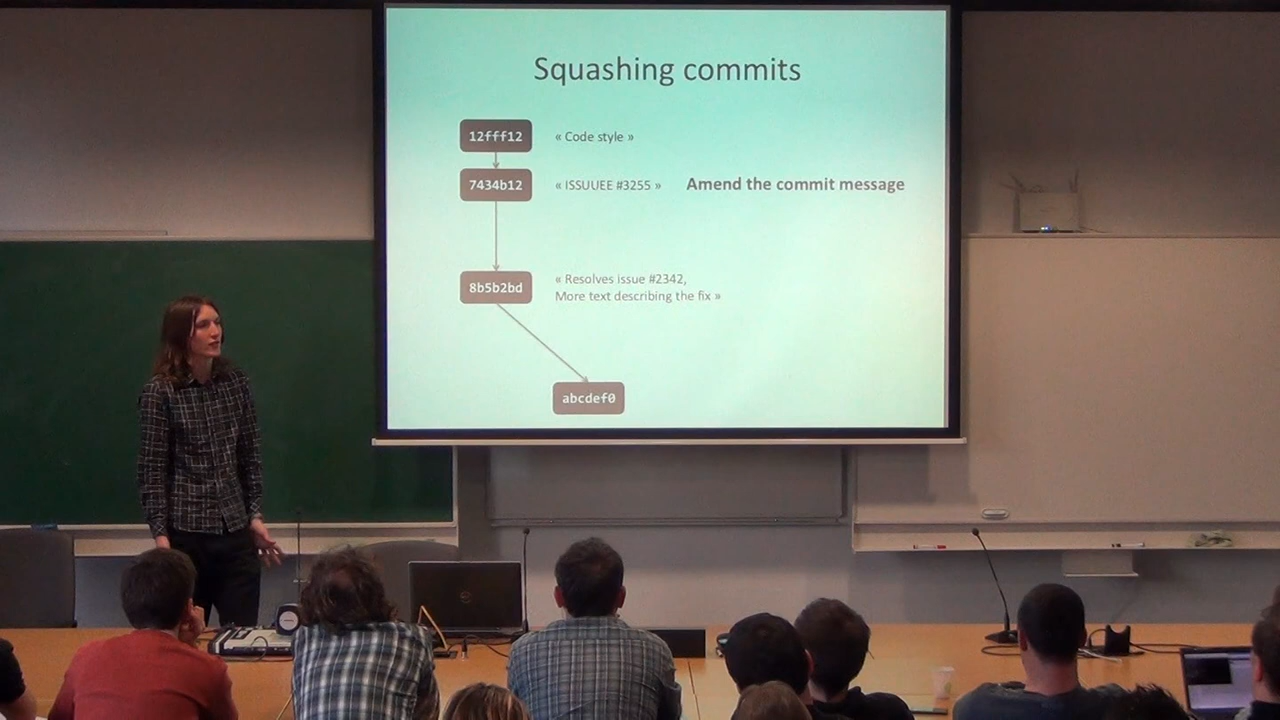 Squashing commits
12fff12
« Code style »
7434b12
« ISSUUEE #3255 »
Amend the commit message
8b5b2bd
« Resolves issue #2342,
More text describing the fix »
abcdef0